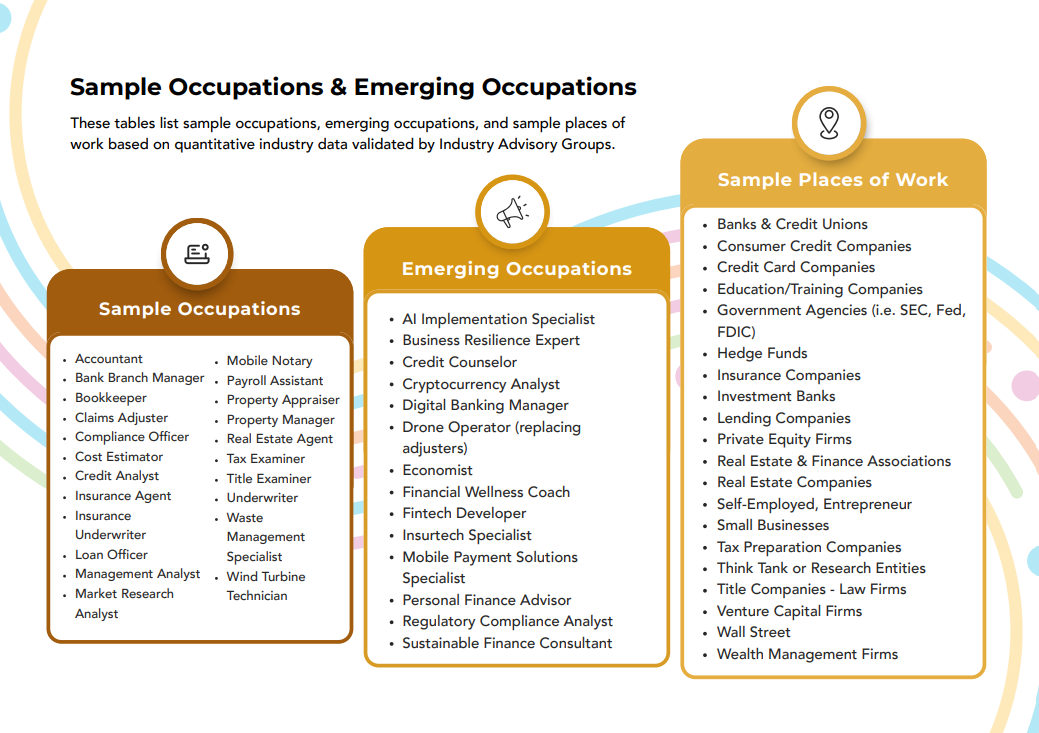 Sample Occupations & Emerging Occupations
These tables list sample occupations, emerging occupations, and sample places of
work based on quantitative industry data validated by Industry Advisory Groups.
Sample Occupations
• Accountant
• Bank Branch Manager
• Bookkeeper
• Claims Adjuster
• Compliance Officer
• Cost Estimator
• Credit Analyst
• Insurance Agent
• Insurance
Underwriter
• Loan Officer
• Management Analyst
• Market Research
Analyst
• Mobile Notary
• Payroll Assistant
• Property Appraiser
• Property Manager
• Real Estate Agent
• Tax Examiner
• Title Examiner
• Underwriter
• Waste
Management
Specialist
• Wind Turbine
Technician
Emerging Occupations
• AI Implementation Specialist
• Business Resilience Expert
• Credit Counselor
• Cryptocurrency Analyst
• Digital Banking Manager
• Drone Operator (replacing
adjusters)
• Economist
• Financial Wellness Coach
• Fintech Developer
• Insurtech Specialist
• Mobile Payment Solutions
Specialist
• Personal Finance Advisor
• Regulatory Compliance Analyst
• Sustainable Finance Consultant
Sample Places of Work
• Banks & Credit Unions
• Consumer Credit Companies
• Credit Card Companies
• Education/Training Companies
• Government Agencies (i.e. SEC, Fed,
FDIC)
• Hedge Funds
• Insurance Companies
• Investment Banks
• Lending Companies
• Private Equity Firms
• Real Estate & Finance Associations
• Real Estate Companies
• Self-Employed, Entrepreneur
• Small Businesses
• Tax Preparation Companies
• Think Tank or Research Entities
• Title Companies - Law Firms
• Venture Capital Firms
• Wall Street
• Wealth Management Firms